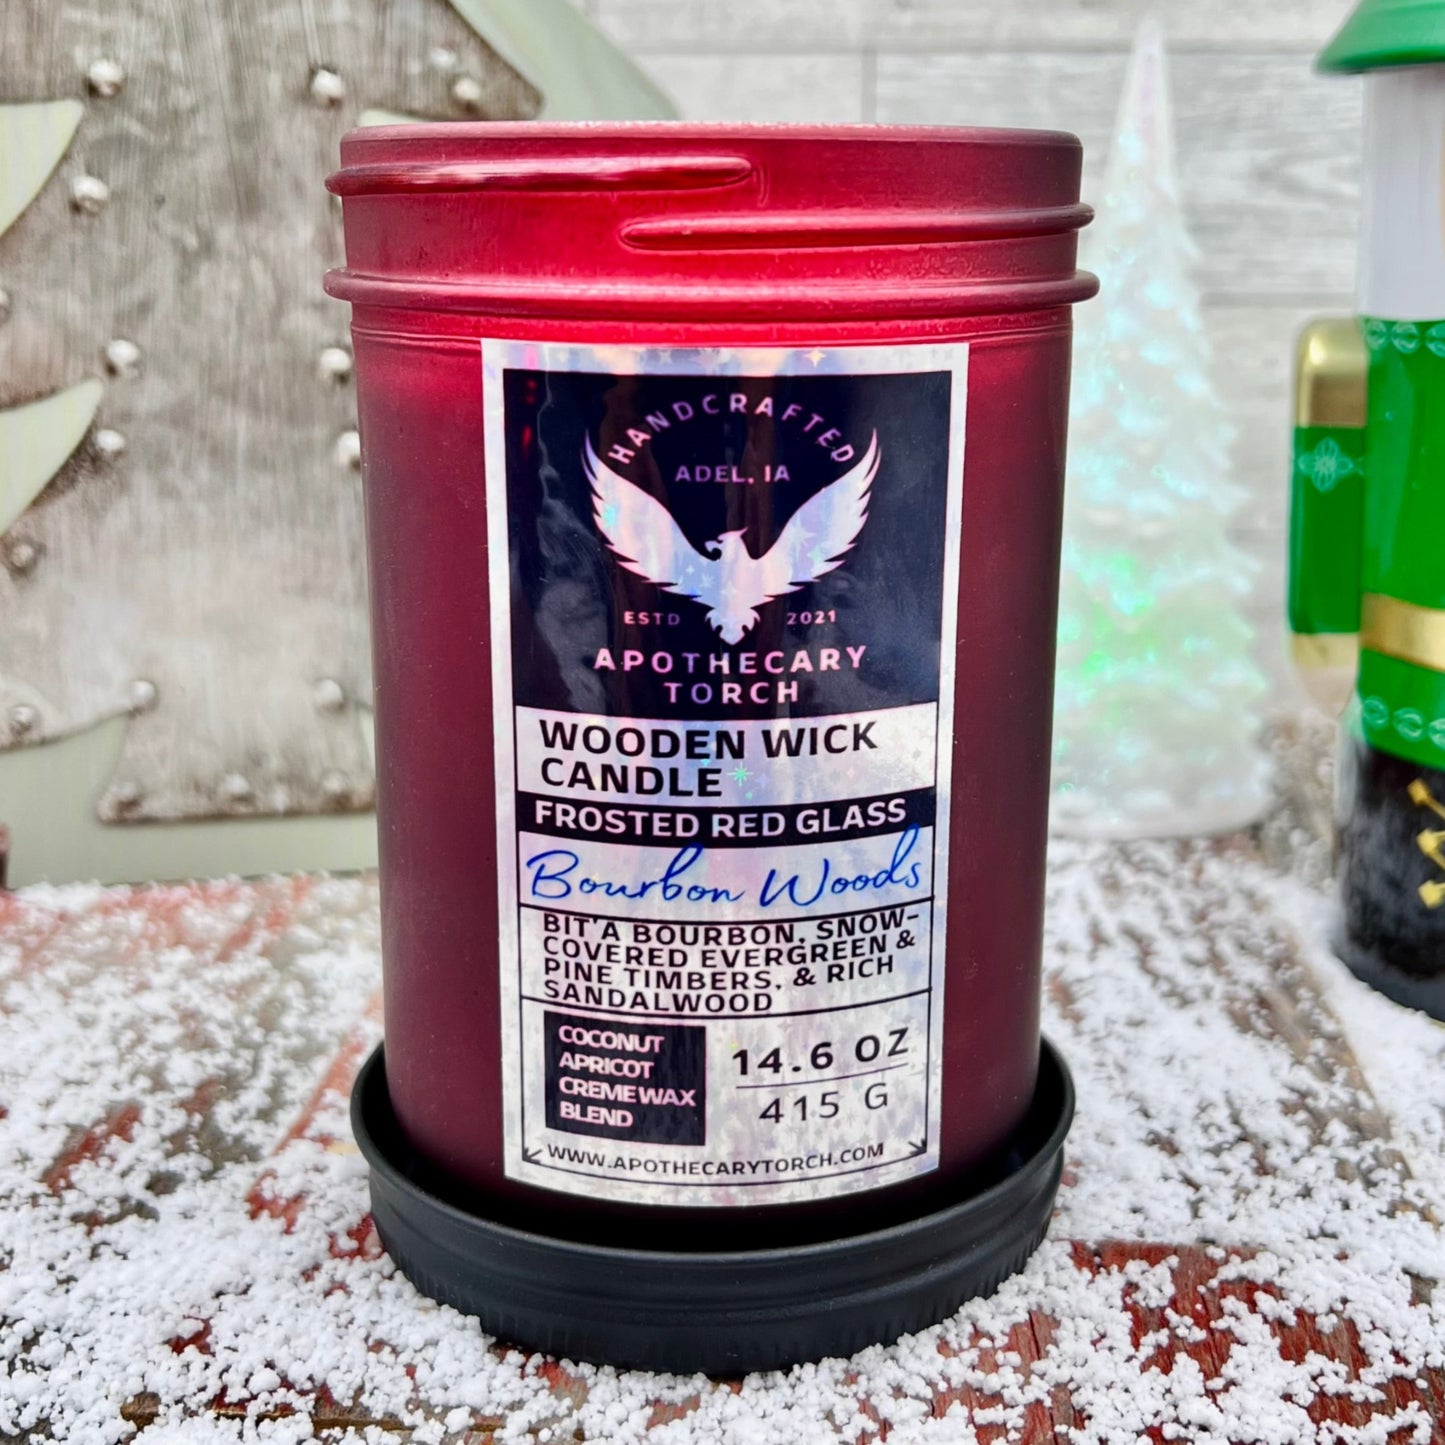 HANDCRAFTED
ADEL, IA
ESTD 2021
APOTHECARY
TORCH
WOODEN WICK
CANDLE
FROSTED RED GLASS
Bourbon Woods
BIT'A BOURBON, SNOW-
COVERED EVERGREEN &
PINE TIMBERS, & RICH
SANDALWOOD
COCONUT
APRICOT
CREME WAX
BLEND
14.6 OZ
415 G
WWW.APOTHECARYTORCH.COM